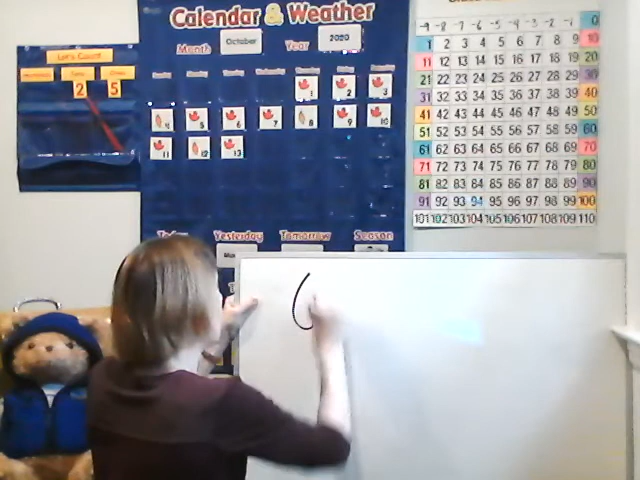 Calendar & Weather
Month October Year 2020
Let's Count
2 5
1 2 3
4 5 6 7 8 9 10
11 12 13
Today Yesterday Tomorrow Season
-9 -8 -7 -6 -5 -4 -3 -2 -1 0
1 2 3 4 5 6 7 8 9 10
11 12 13 14 15 16 17 18 19 20
21 22 23 24 25 26 27 28 29 30
31 32 33 34 35 36 37 38 39 40
41 42 43 44 45 46 47 48 49 50
51 52 53 54 55 56 57 58 59 60
61 62 63 64 65 66 67 68 69 70
71 72 73 74 75 76 77 78 79 80
81 82 83 84 85 86 87 88 89 90
91 92 93 94 95 96 97 98 99 100
101 102 103 104 105 106 107 108 109 110